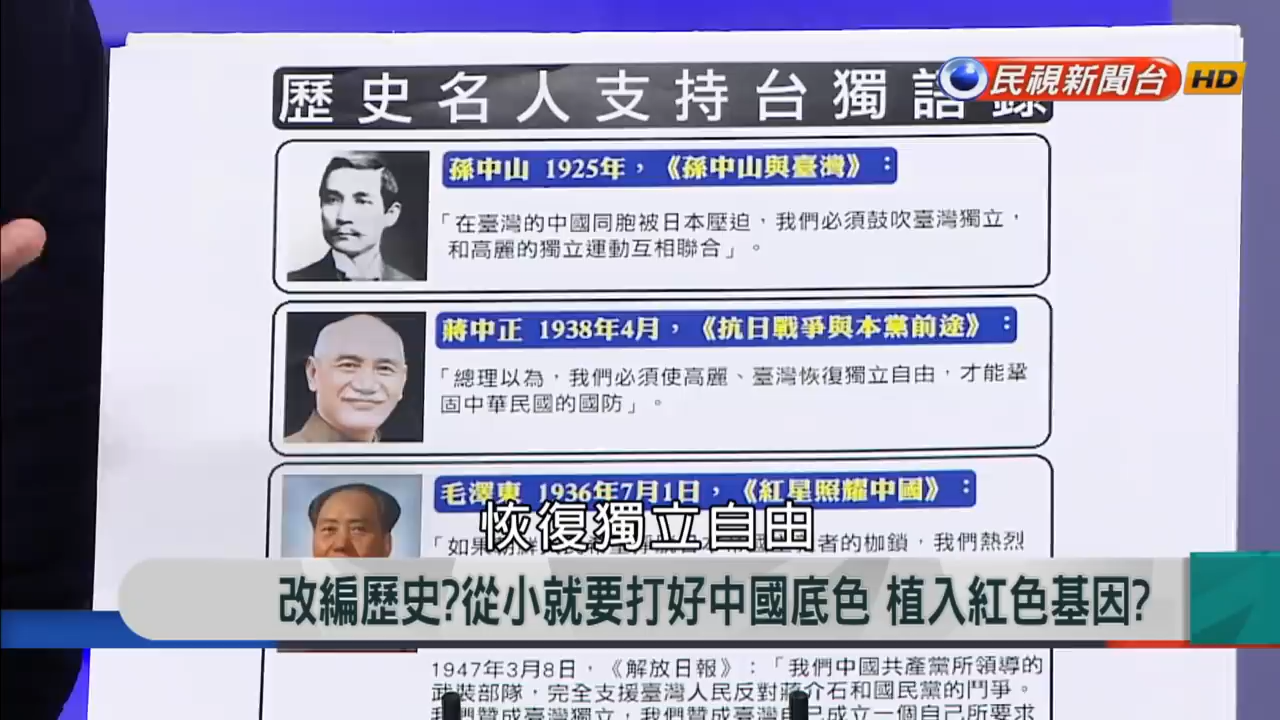 歷史名人支持台獨語錄
民視新聞台 HD
孫中山 1925年，《孫中山與臺灣》：
「在臺灣的中國同胞被日本壓迫，我們必須鼓吹臺灣獨立，
和高麗的獨立運動互相聯合」。
蔣中正 1938年4月，《抗日戰爭與本黨前途》：
「總理以為，我們必須使高麗、臺灣恢復獨立自由，才能鞏
固中華民國的國防」。
毛澤東 1936年7月1日，《紅星照耀中國》：
恢復獨立自由
「如果 者的枷鎖，我們熱烈
改編歷史?從小就要打好中國底色 植入紅色基因?
1947年3月8日，《解放日報》：「我們中國共產黨所領導的
武裝部隊，完全支援臺灣人民反對蔣介石和國民黨的鬥爭。
我們贊成臺灣獨立，我們贊成臺灣自己成立一個自己所要求